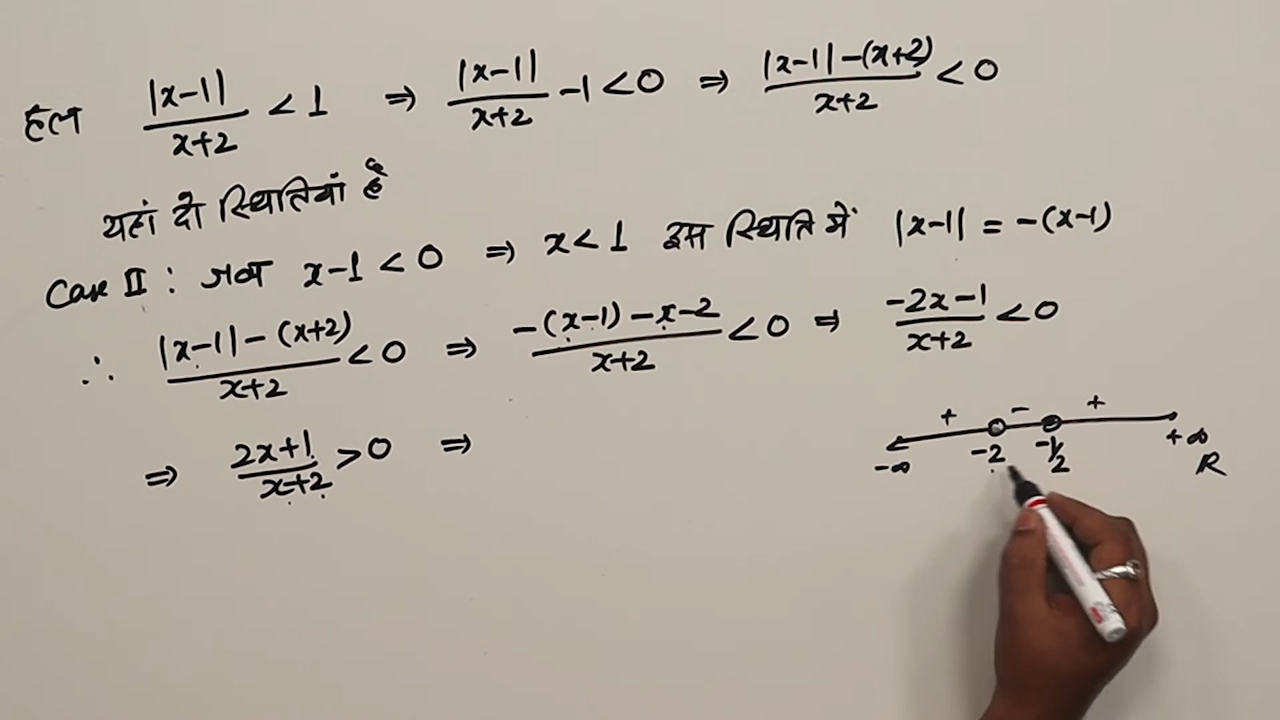 हल |x-1|/(x+2) < 1 ⇒ |x-1|/(x+2) - 1 < 0 ⇒ (|x-1| - (x+2))/(x+2) < 0
यहां दो स्थितियां है
Case II : जब x-1 < 0 ⇒ x < 1 इस स्थिति में |x-1| = -(x-1)
∴ (|x-1| - (x+2))/(x+2) < 0 ⇒ (-(x-1) - x - 2)/(x+2) < 0 ⇒ (-2x-1)/(x+2) < 0
⇒ (2x+1)/(x+2) > 0 ⇒
+ - +
-∞ -2 -1/2 +∞
R